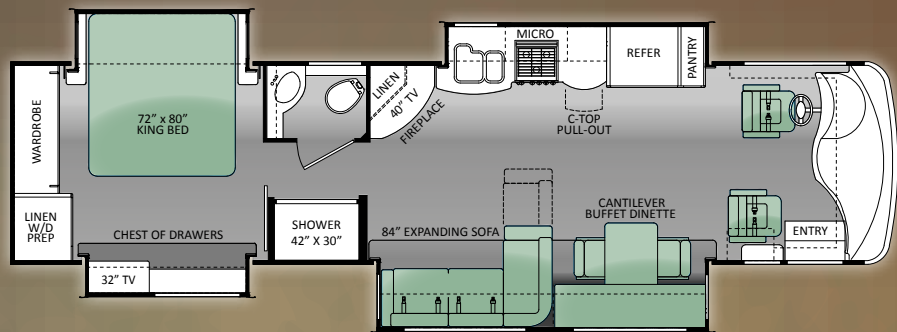 MICRO
REFER
PANTRY
LINEN
40” TV
FIREPLACE
C-TOP
PULL-OUT
WARDROBE
72” x 80”
KING BED
LINEN
W/D
PREP
CHEST OF DRAWERS
32” TV
SHOWER
42” X 30”
84” EXPANDING SOFA
CANTILEVER
BUFFET DINETTE
ENTRY